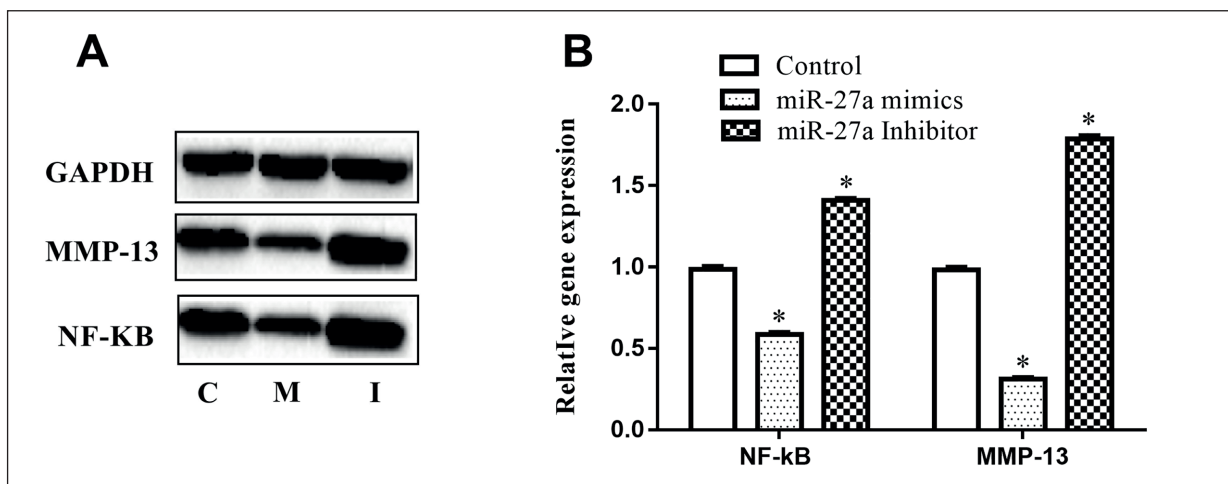 A
GAPDH
MMP-13
NF-KB
C M I
B
Control
miR-27a mimics
miR-27a Inhibitor
RelatIve gene expression
2.0
1.5
1.0
0.5
0.0
* * * *
NF-kB MMP-13